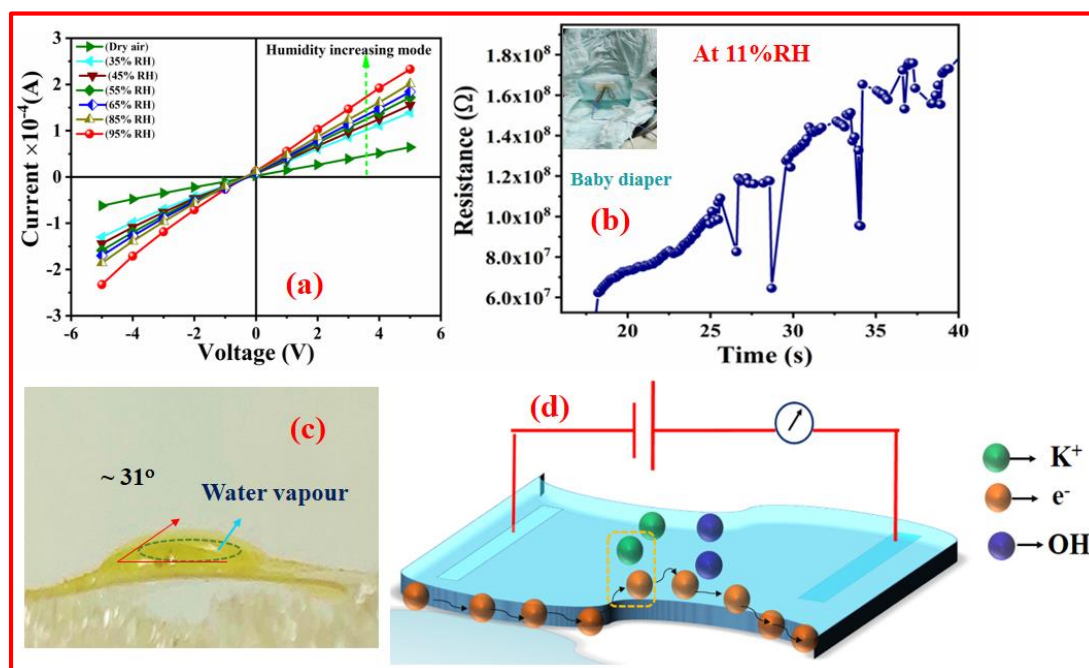 (Dry air)
(35% RH)
(45% RH)
(55% RH)
(65% RH)
(85% RH)
(95% RH)
Humidity increasing mode
Current ×10⁻⁴(A)
3
2
1
0
-1
-2
-3
-6
-4
-2
0
2
4
6
Voltage (V)
(a)
At 11%RH
Baby diaper
(b)
Resistance (Ω)
1.8x10⁸
1.6x10⁸
1.4x10⁸
1.2x10⁸
1.0x10⁸
8.0x10⁷
6.0x10⁷
20
25
30
35
40
Time (s)
(c)
~ 31º
Water vapour
(d)
K⁺
e⁻
OH